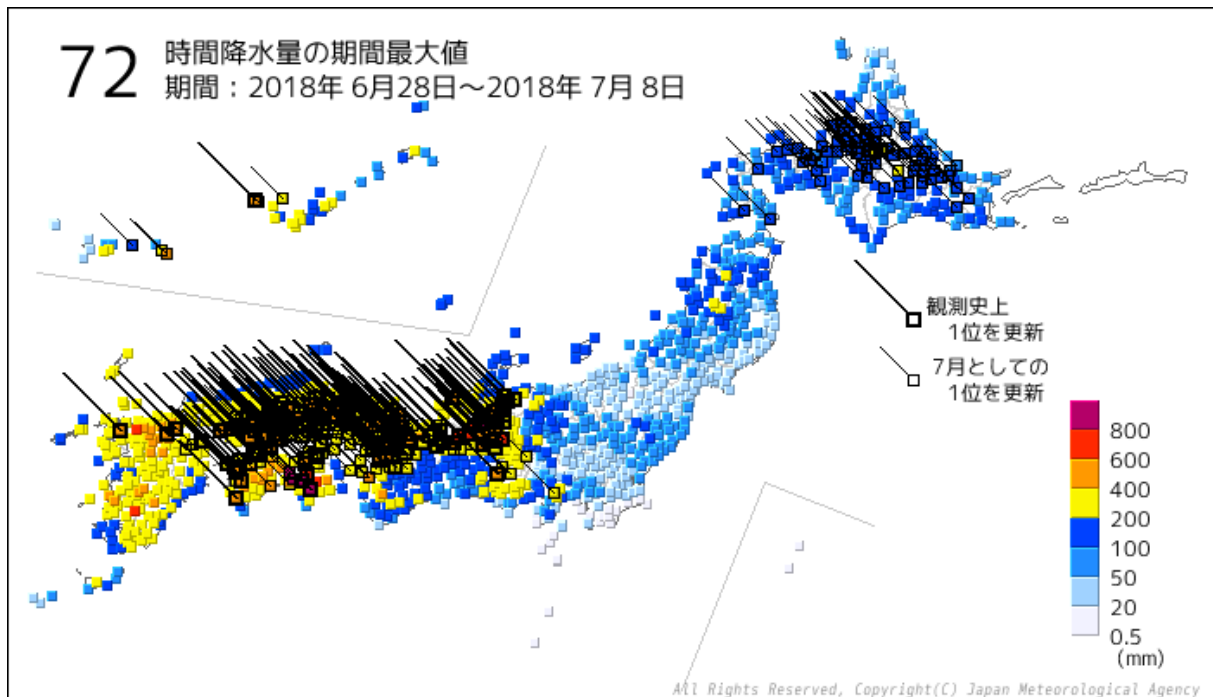 72 時間降水量の期間最大値
期間：2018年 6月28日～2018年 7月 8日
観測史上
1位を更新
7月としての
1位を更新
800
600
400
200
100
50
20
0.5
(mm)
All Rights Reserved, Copyright(C) Japan Meteorological Agency